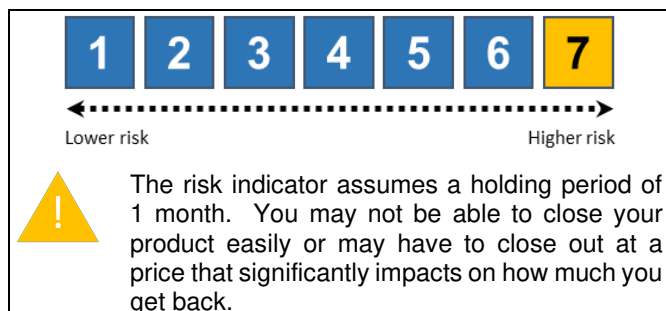 1 2 3 4 5 6 7
Lower risk Higher risk
! The risk indicator assumes a holding period of
1 month. You may not be able to close your
product easily or may have to close out at a
price that significantly impacts on how much you
get back.